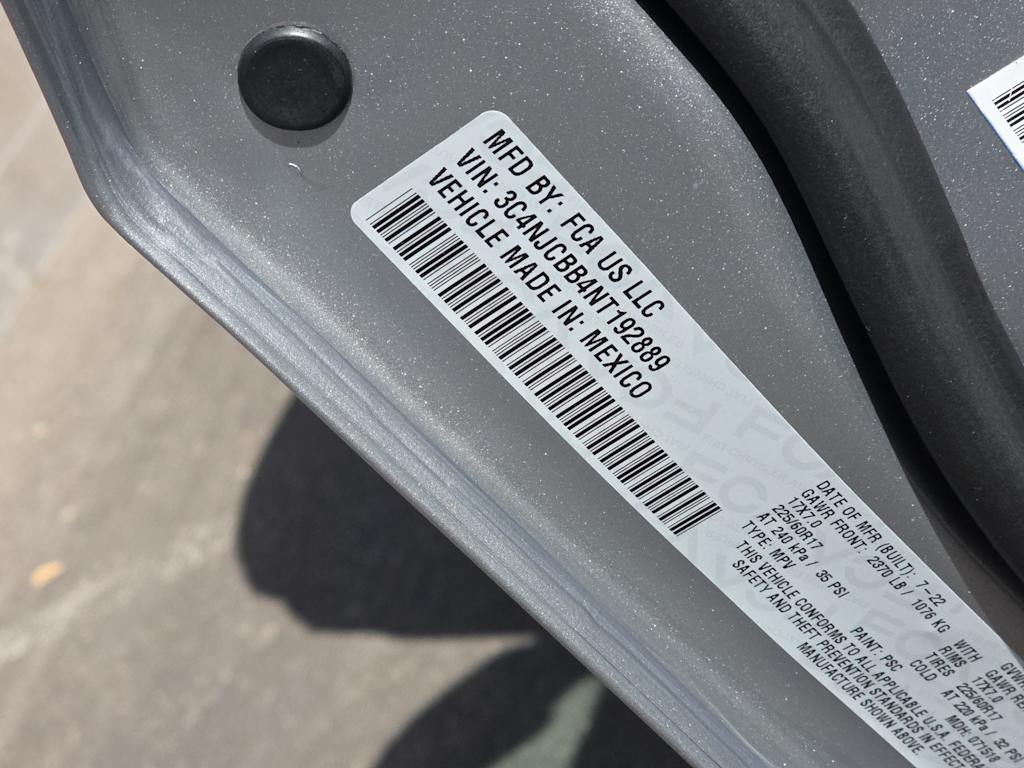 MFD BY: FCA US LLC
VIN: 3C4NJCBB4NT192889
VEHICLE MADE IN: MEXICO
DATE OF MFR (BUILT): 7-22
GAWR FRONT: 2370 LB / 1076 KG WITH
17X7.0 RIMS 17X7.0
225/60R17 TIRES 225/60R17
AT 240 kPa / 35 PSI COLD AT 220 kPa / 32 PSI
TYPE: MPV PAINT: PSC MDH: 071518
THIS VEHICLE CONFORMS TO ALL APPLICABLE U.S.A. FEDERAL
SAFETY AND THEFT PREVENTION STANDARDS IN EFFECT
MANUFACTURE SHOWN ABOVE